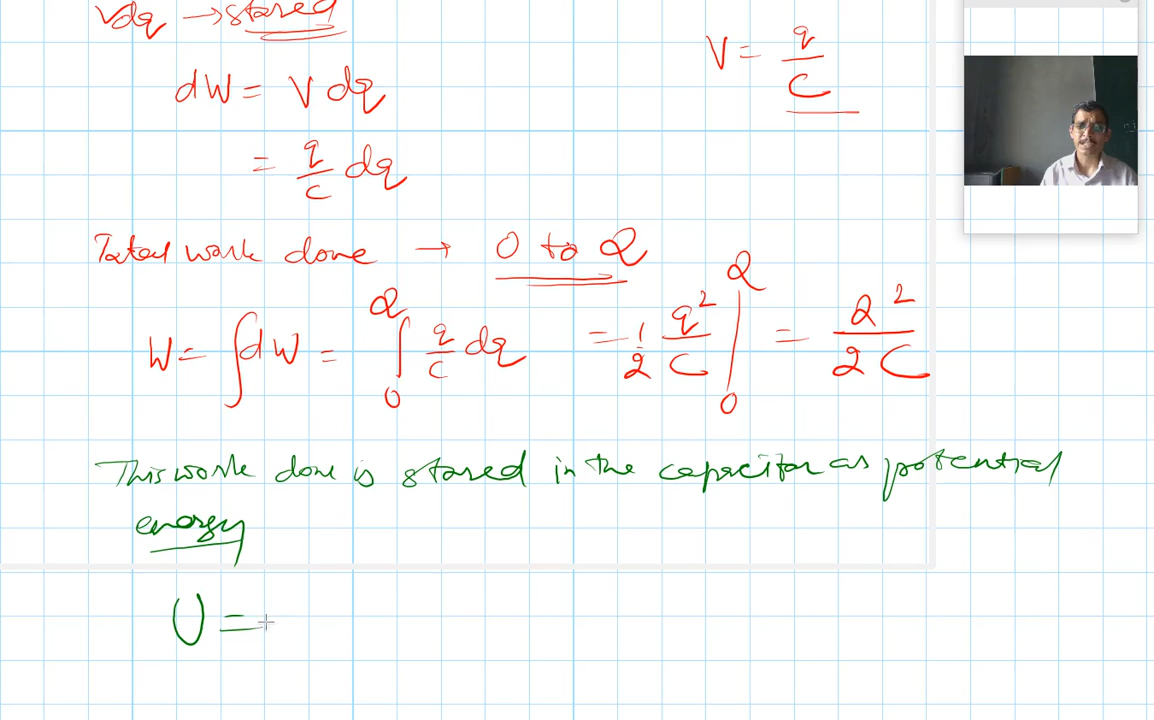 Vdq → stored
dW = V dq
V = q/C
= q/C dq
Total work done → 0 to Q
W = ∫dW = ∫₀^Q q/C dq = 1/2 q²/C |₀^Q = Q²/2C
This work done is stored in the capacitor as potential
energy
U =